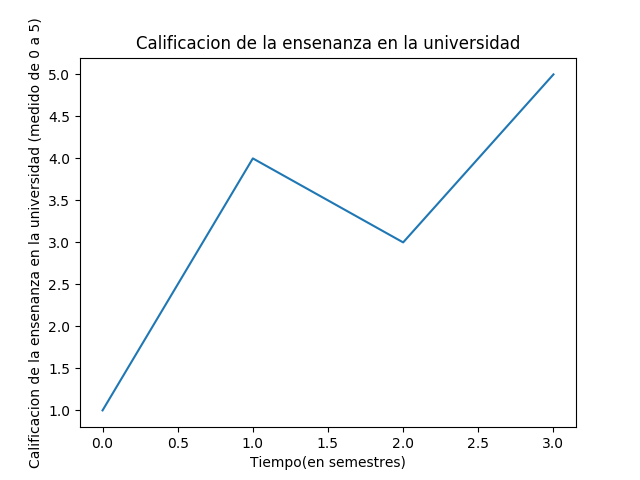 Calificacion de la ensenanza en la universidad
Calificacion de la ensenanza en la universidad (medido de 0 a 5)
5.0
4.5
4.0
3.5
3.0
2.5
2.0
1.5
1.0
0.0 0.5 1.0 1.5 2.0 2.5 3.0
Tiempo(en semestres)